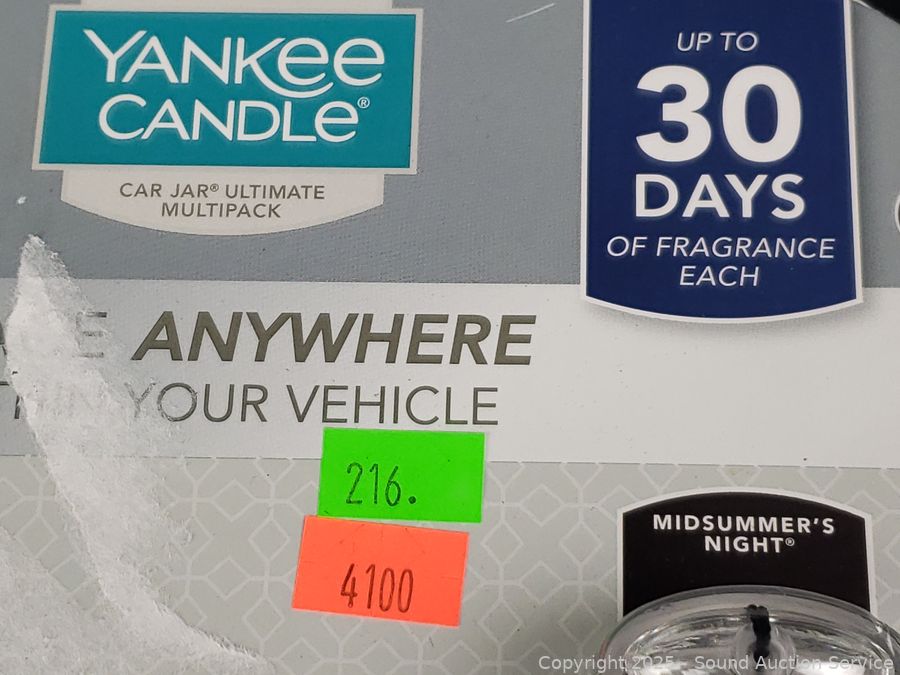 YANKEE
CANDLE®
CAR JAR® ULTIMATE
MULTIPACK
UP TO
30
DAYS
OF FRAGRANCE
EACH
ANYWHERE
YOUR VEHICLE
216.
4100
MIDSUMMER'S
NIGHT®
Copyright 2025 - Sound Auction Service